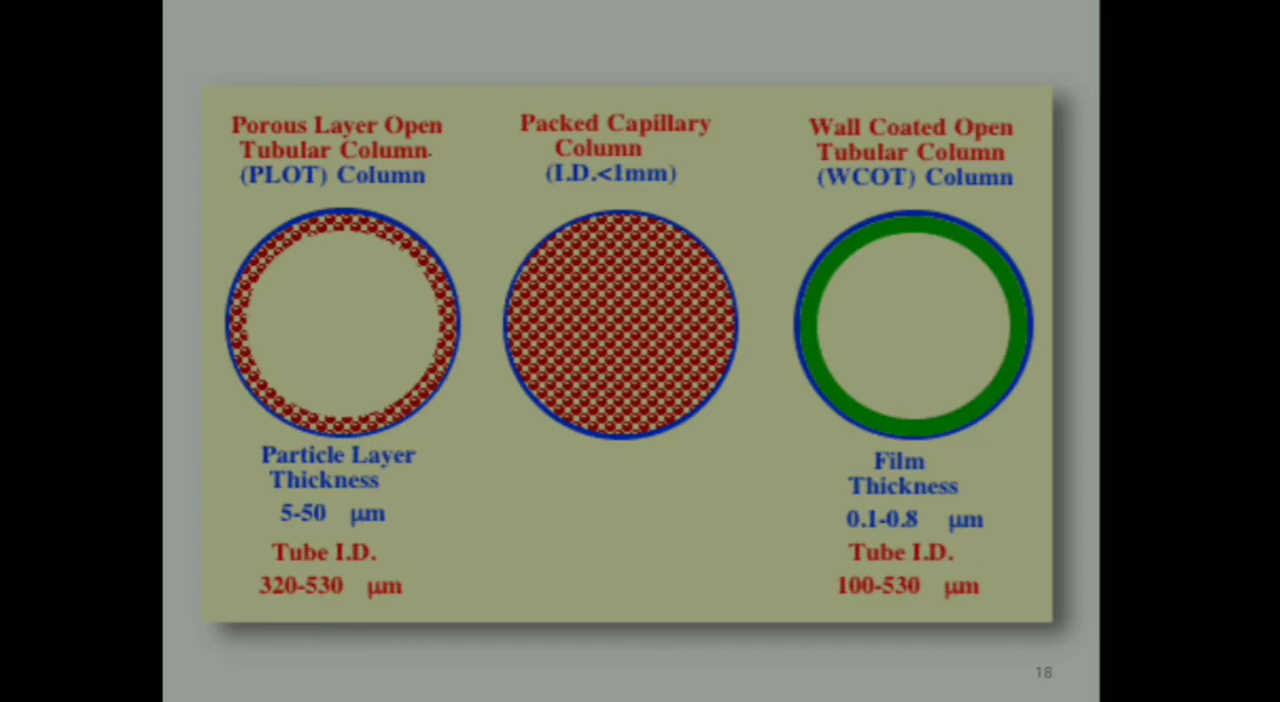 Porous Layer Open
Tubular Column.
(PLOT) Column
Particle Layer
Thickness
5-50 μm
Tube I.D.
320-530 μm
Packed Capillary
Column
(I.D.<1mm)
Wall Coated Open
Tubular Column
(WCOT) Column
Film
Thickness
0.1-0.8 μm
Tube I.D.
100-530 μm
18